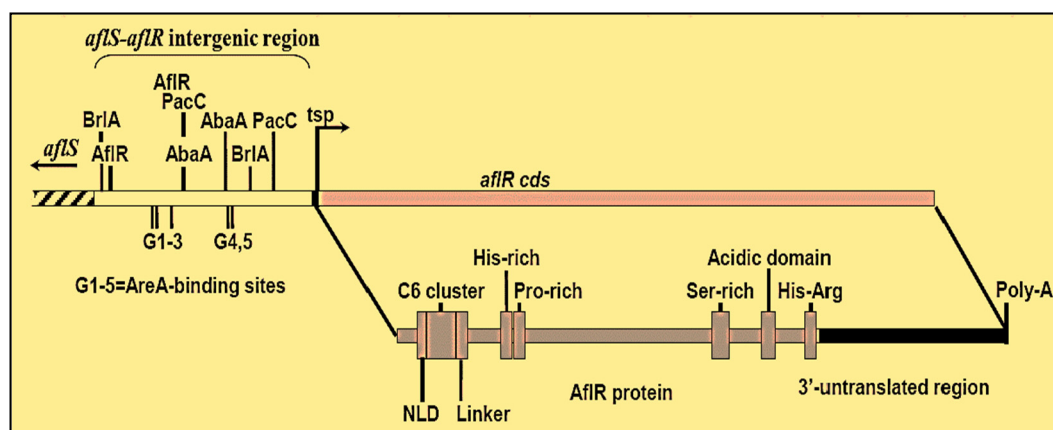 aflS-aflR intergenic region
AflR
PacC
BrlA
AbaA PacC
tsp
aflS
AflR
AbaA
BrlA
aflR cds
G1-3
G4,5
G1-5=AreA-binding sites
His-rich
Acidic domain
C6 cluster
Pro-rich
Ser-rich
His-Arg
Poly-A
AflR protein
3'-untranslated region
NLD
Linker